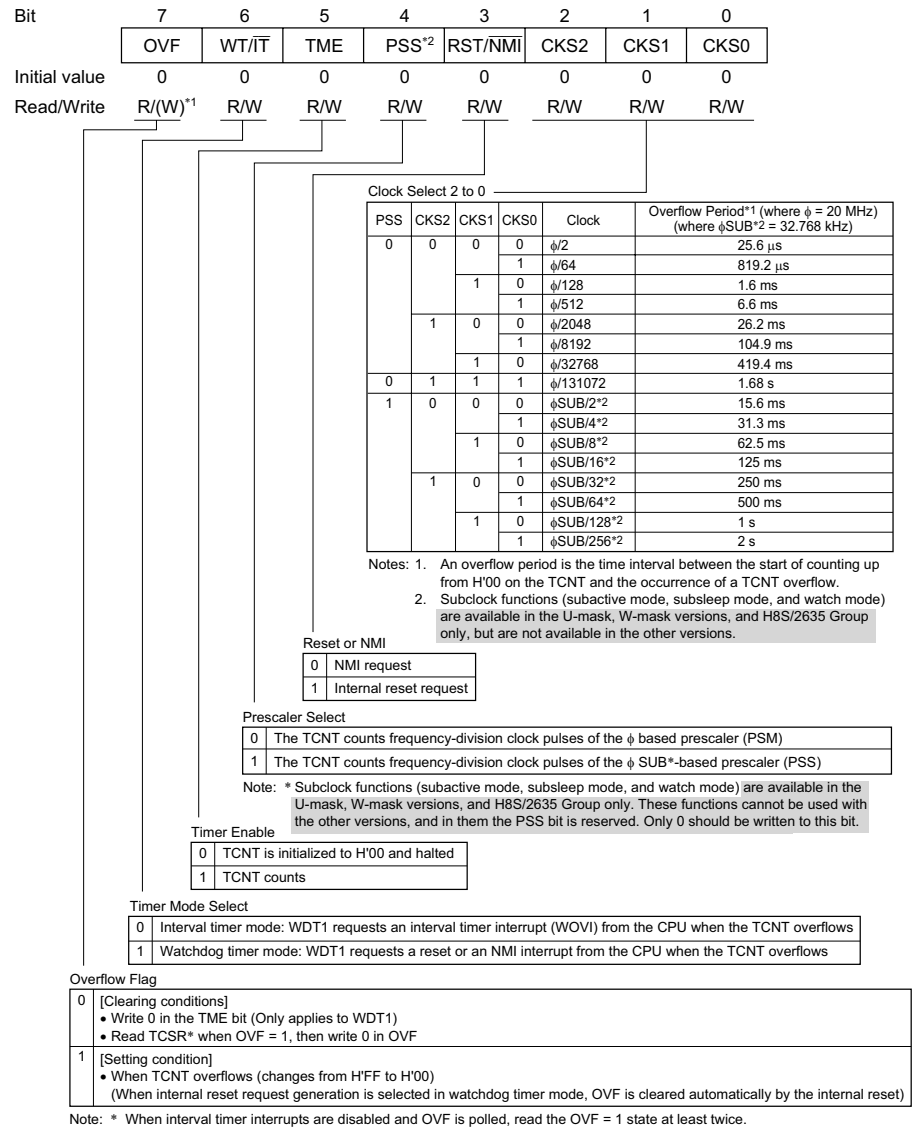 Bit 7 6 5 4 3 2 1 0
OVF WT/IT TME PSS*2 RST/NMI CKS2 CKS1 CKS0
Initial value 0 0 0 0 0 0 0 0
Read/Write R/(W)*1 R/W R/W R/W R/W R/W R/W R/W
Clock Select 2 to 0
PSS CKS2 CKS1 CKS0 Clock Overflow Period*1 (where ϕ = 20 MHz)
(where ϕSUB*2 = 32.768 kHz)
0 0 0 0 ϕ/2 25.6 μs
1 ϕ/64 819.2 μs
1 0 ϕ/128 1.6 ms
1 ϕ/512 6.6 ms
1 0 0 ϕ/2048 26.2 ms
1 ϕ/8192 104.9 ms
1 0 ϕ/32768 419.4 ms
0 1 1 1 ϕ/131072 1.68 s
1 0 0 0 ϕSUB/2*2 15.6 ms
1 ϕSUB/4*2 31.3 ms
1 0 ϕSUB/8*2 62.5 ms
1 ϕSUB/16*2 125 ms
1 0 0 ϕSUB/32*2 250 ms
1 ϕSUB/64*2 500 ms
1 0 ϕSUB/128*2 1 s
1 ϕSUB/256*2 2 s
Notes: 1. An overflow period is the time interval between the start of counting up
from H'00 on the TCNT and the occurrence of a TCNT overflow.
2. Subclock functions (subactive mode, subsleep mode, and watch mode)
are available in the U-mask, W-mask versions, and H8S/2635 Group
only, but are not available in the other versions.
Reset or NMI
0 NMI request
1 Internal reset request
Prescaler Select
0 The TCNT counts frequency-division clock pulses of the ϕ based prescaler (PSM)
1 The TCNT counts frequency-division clock pulses of the ϕ SUB*-based prescaler (PSS)
Note: * Subclock functions (subactive mode, subsleep mode, and watch mode) are available in the
U-mask, W-mask versions, and H8S/2635 Group only. These functions cannot be used with
the other versions, and in them the PSS bit is reserved. Only 0 should be written to this bit.
Timer Enable
0 TCNT is initialized to H'00 and halted
1 TCNT counts
Timer Mode Select
0 Interval timer mode: WDT1 requests an interval timer interrupt (WOVI) from the CPU when the TCNT overflows
1 Watchdog timer mode: WDT1 requests a reset or an NMI interrupt from the CPU when the TCNT overflows
Overflow Flag
0 [Clearing conditions]
• Write 0 in the TME bit (Only applies to WDT1)
• Read TCSR* when OVF = 1, then write 0 in OVF
1 [Setting condition]
• When TCNT overflows (changes from H'FF to H'00)
(When internal reset request generation is selected in watchdog timer mode, OVF is cleared automatically by the internal reset)
Note: * When interval timer interrupts are disabled and OVF is polled, read the OVF = 1 state at least twice.